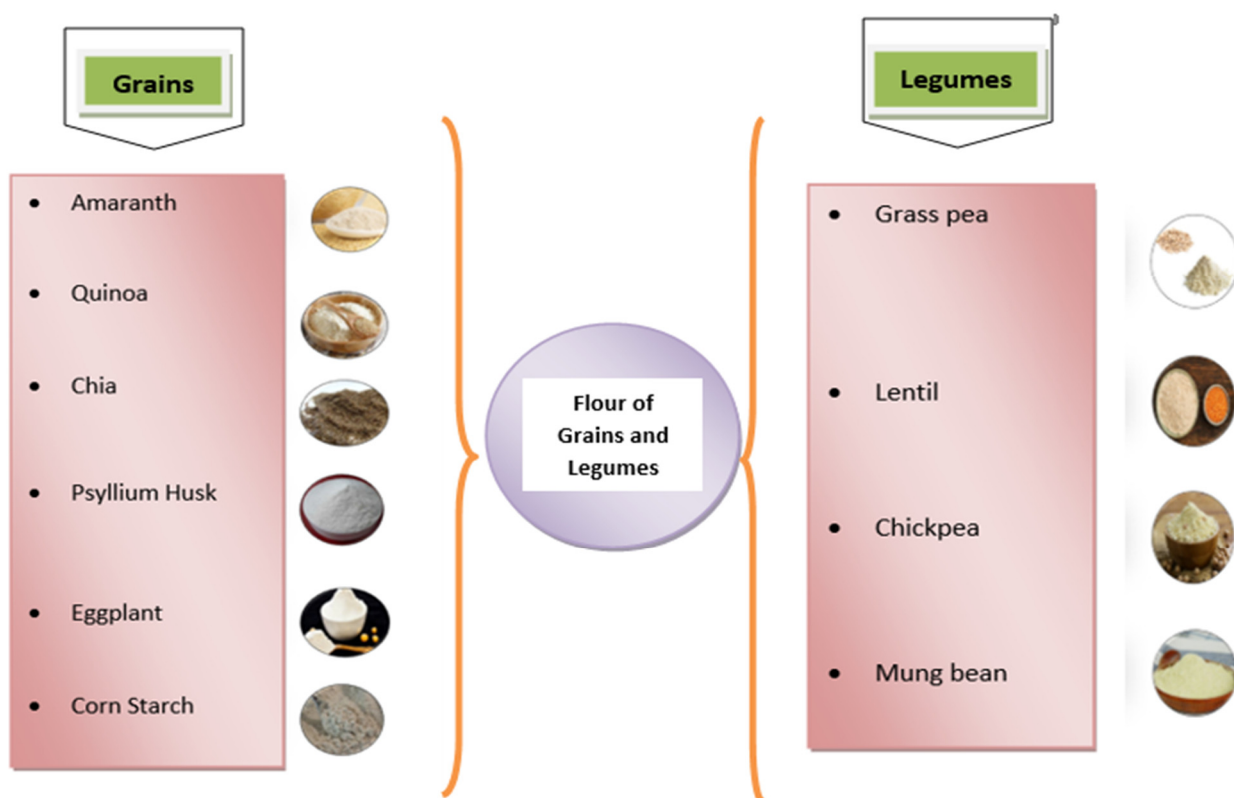 Grains
Amaranth
Quinoa
Chia
Psyllium Husk
Eggplant
Corn Starch
Flour of
Grains and
Legumes
Legumes
Grass pea
Lentil
Chickpea
Mung bean